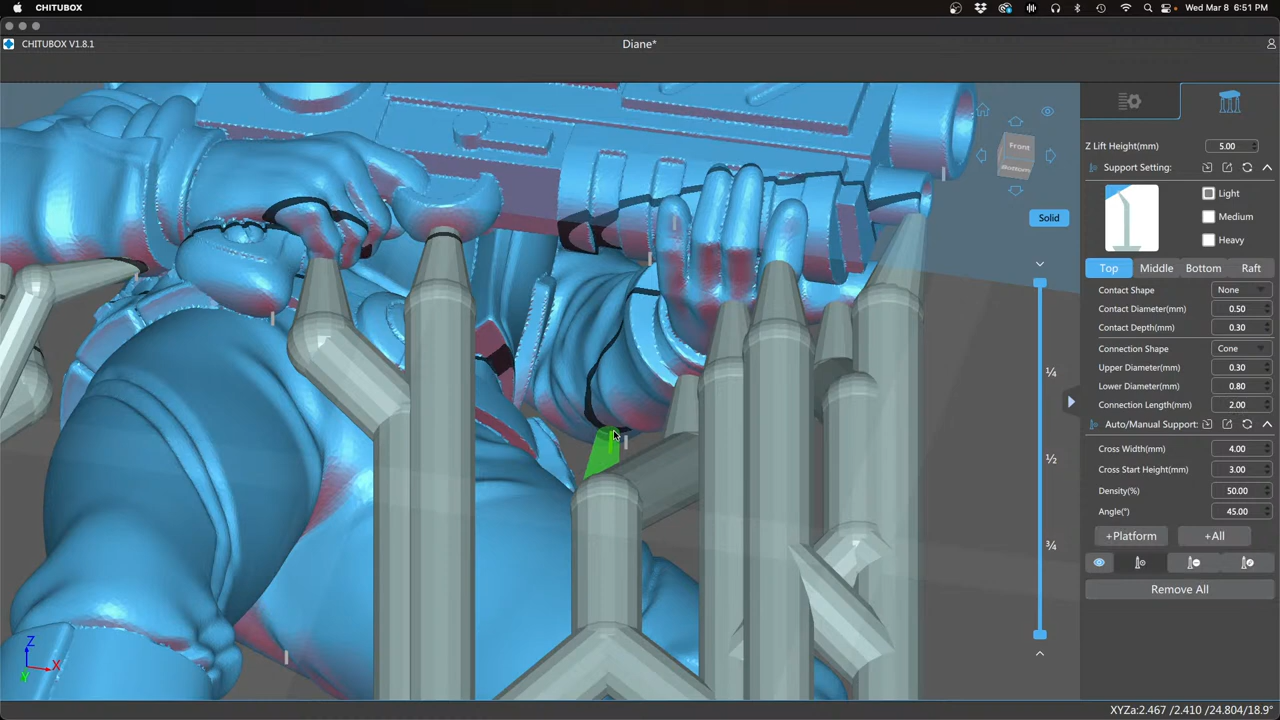 CHITUBOX
Wed Mar 8 6:51 PM
CHITUBOX V1.8.1
Diane*
Front
Bottom
Solid
¼
½
¾
Z
X
Y
Z Lift Height(mm) 5.00
Support Setting:
Light
Medium
Heavy
Top Middle Bottom Raft
Contact Shape None
Contact Diameter(mm) 0.50
Contact Depth(mm) 0.30
Connection Shape Cone
Upper Diameter(mm) 0.30
Lower Diameter(mm) 0.80
Connection Length(mm) 2.00
Auto/Manual Support:
Cross Width(mm) 4.00
Cross Start Height(mm) 3.00
Density(%) 50.00
Angle(°) 45.00
+Platform +All
Remove All
XYZa:2.467 /2.410 /24.804/18.9°